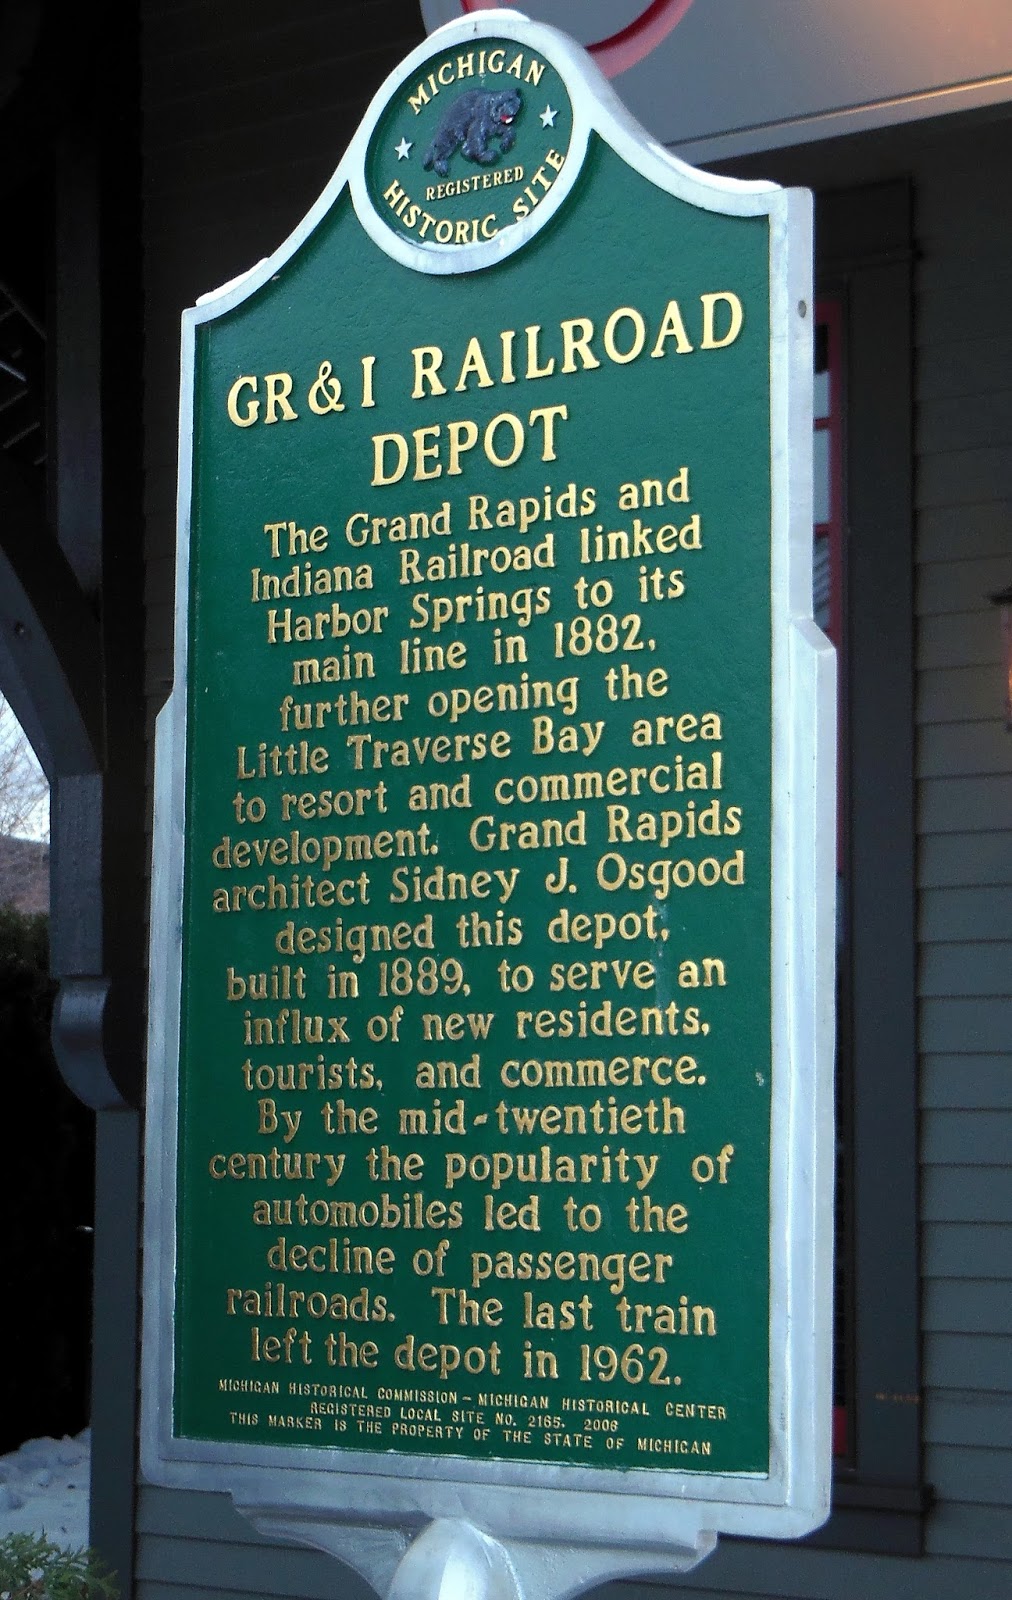 MICHIGAN
REGISTERED
HISTORIC SITE
GR & I RAILROAD
DEPOT
The Grand Rapids and
Indiana Railroad linked
Harbor Springs to its
main line in 1882,
further opening the
Little Traverse Bay area
to resort and commercial
development. Grand Rapids
architect Sidney J. Osgood
designed this depot,
built in 1889, to serve an
influx of new residents,
tourists, and commerce.
By the mid-twentieth
century the popularity of
automobiles led to the
decline of passenger
railroads. The last train
left the depot in 1962.
MICHIGAN HISTORICAL COMMISSION – MICHIGAN HISTORICAL CENTER
REGISTERED LOCAL SITE NO. 2165, 2006
THIS MARKER IS THE PROPERTY OF THE STATE OF MICHIGAN